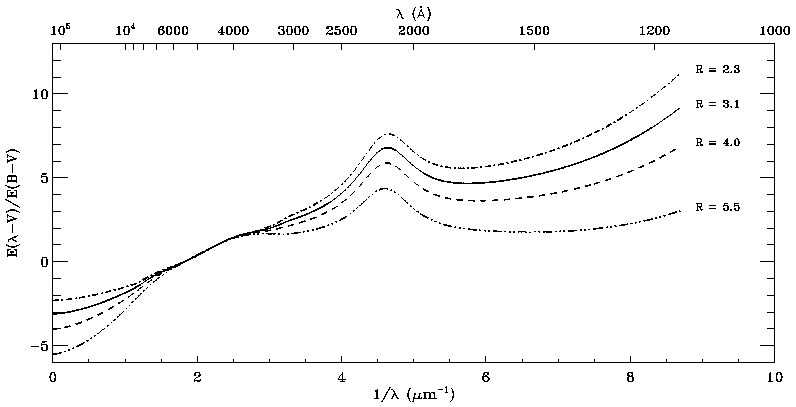 λ (Å)
10⁵ 10⁴ 6000 4000 3000 2500 2000 1500 1200 1000
10
5
0
−5
E(λ−V)/E(B−V)
R = 2.3
R = 3.1
R = 4.0
R = 5.5
0 2 4 6 8 10
1/λ (μm⁻¹)